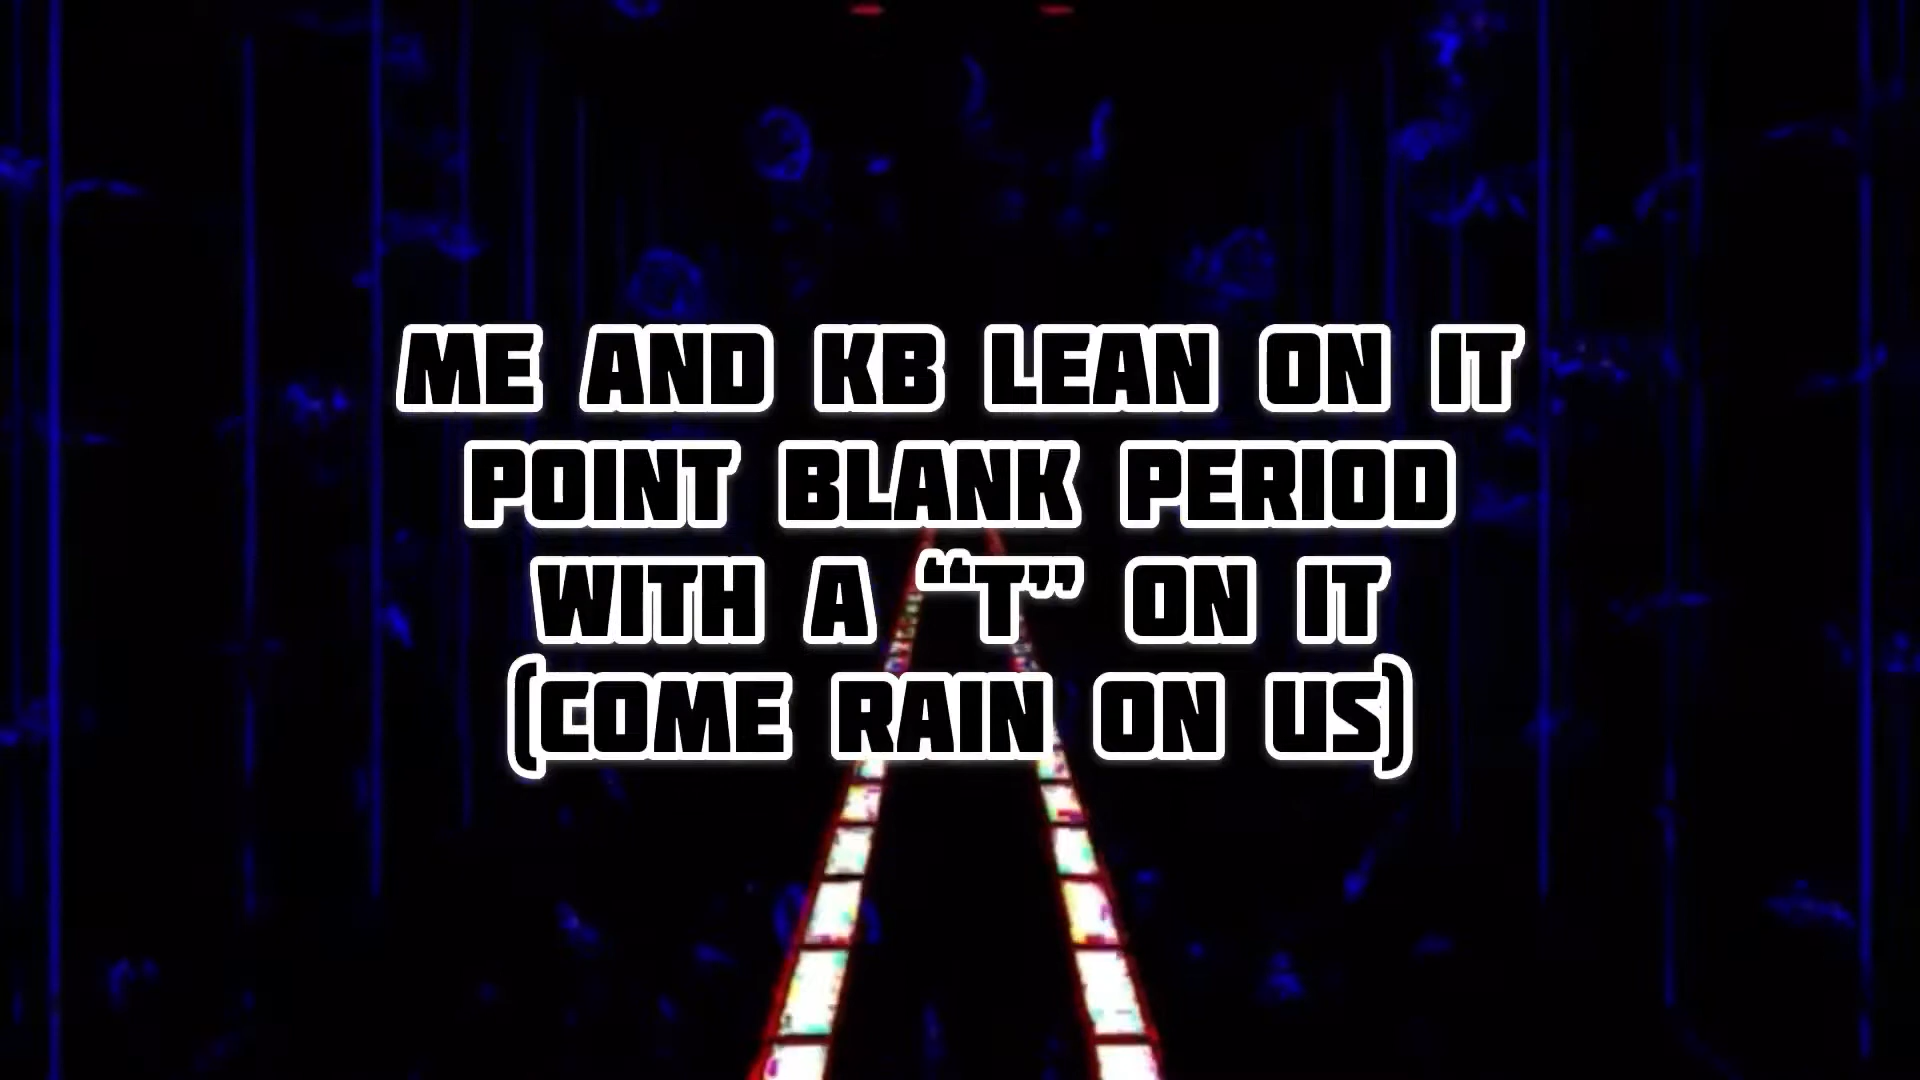 ME AND KB LEAN ON IT
POINT BLANK PERIOD
WITH A “T” ON IT
(COME RAIN ON US)